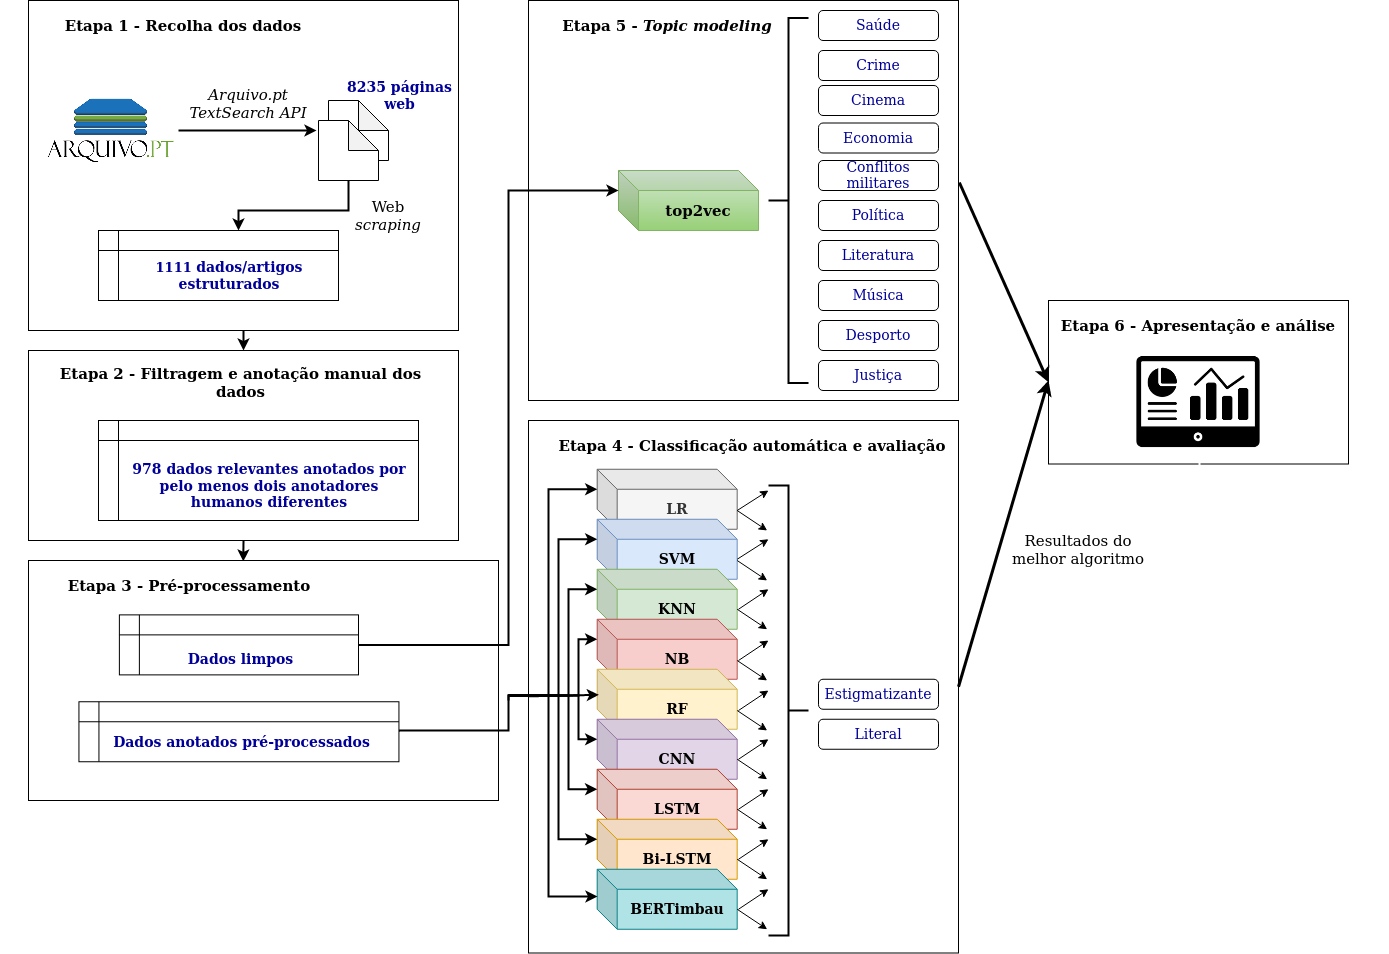 Etapa 1 - Recolha dos dados
Arquivo.pt
TextSearch API
8235 páginas
web
ARQUIVO.PT
Web
scraping
1111 dados/artigos
estruturados
Etapa 2 - Filtragem e anotação manual dos
dados
978 dados relevantes anotados por
pelo menos dois anotadores
humanos diferentes
Etapa 3 - Pré-processamento
Dados limpos
Dados anotados pré-processados
Etapa 5 - Topic modeling
top2vec
Saúde
Crime
Cinema
Economia
Conflitos
militares
Política
Literatura
Música
Desporto
Justiça
Etapa 4 - Classificação automática e avaliação
LR
SVM
KNN
NB
RF
CNN
LSTM
Bi-LSTM
BERTimbau
Estigmatizante
Literal
Etapa 6 - Apresentação e análise
Resultados do
melhor algoritmo